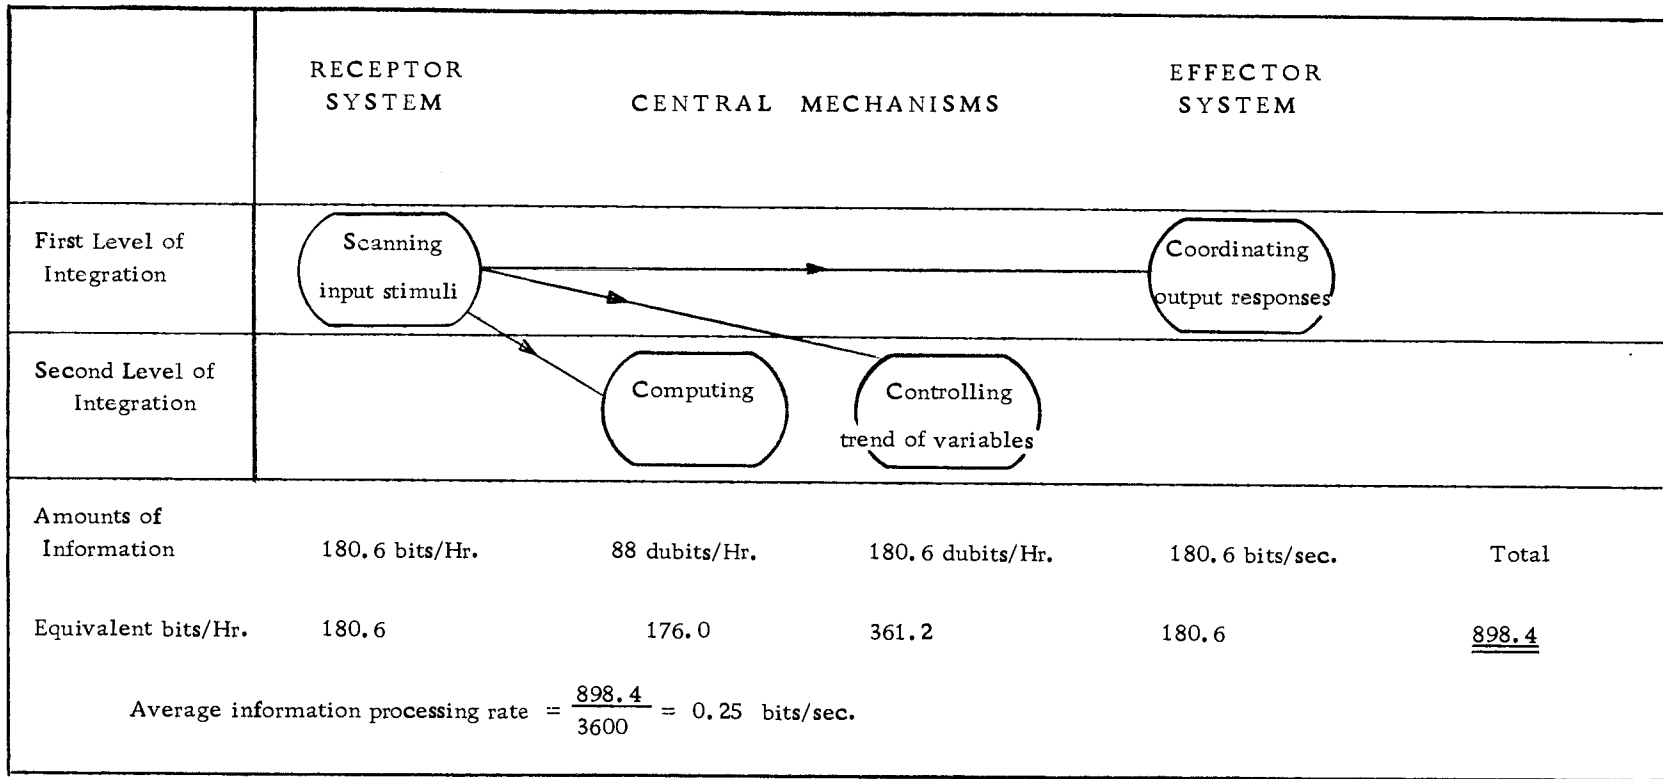 RECEPTOR
SYSTEM
CENTRAL MECHANISMS
EFFECTOR
SYSTEM
First Level of
Integration
Scanning
input stimuli
Coordinating
output responses
Second Level of
Integration
Computing
Controlling
trend of variables
Amounts of
Information
180.6 bits/Hr.
88 dubits/Hr.
180.6 dubits/Hr.
180.6 bits/sec.
Total
Equivalent bits/Hr.
180.6
176.0
361.2
180.6
898.4
Average information processing rate = 898.4 / 3600 = 0.25 bits/sec.